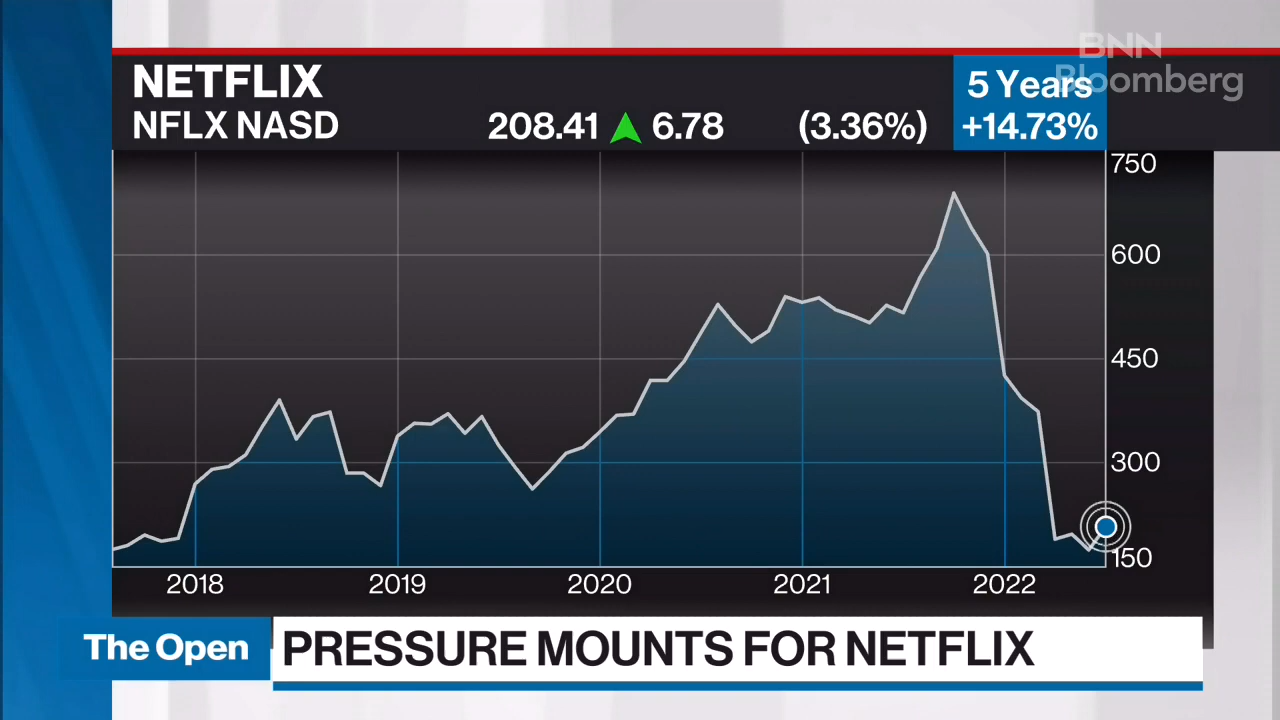 BNN
Bloomberg
NETFLIX
NFLX NASD
208.41 ▲ 6.78 (3.36%)
5 Years
+14.73%
750
600
450
300
150
2018 2019 2020 2021 2022
The Open
PRESSURE MOUNTS FOR NETFLIX